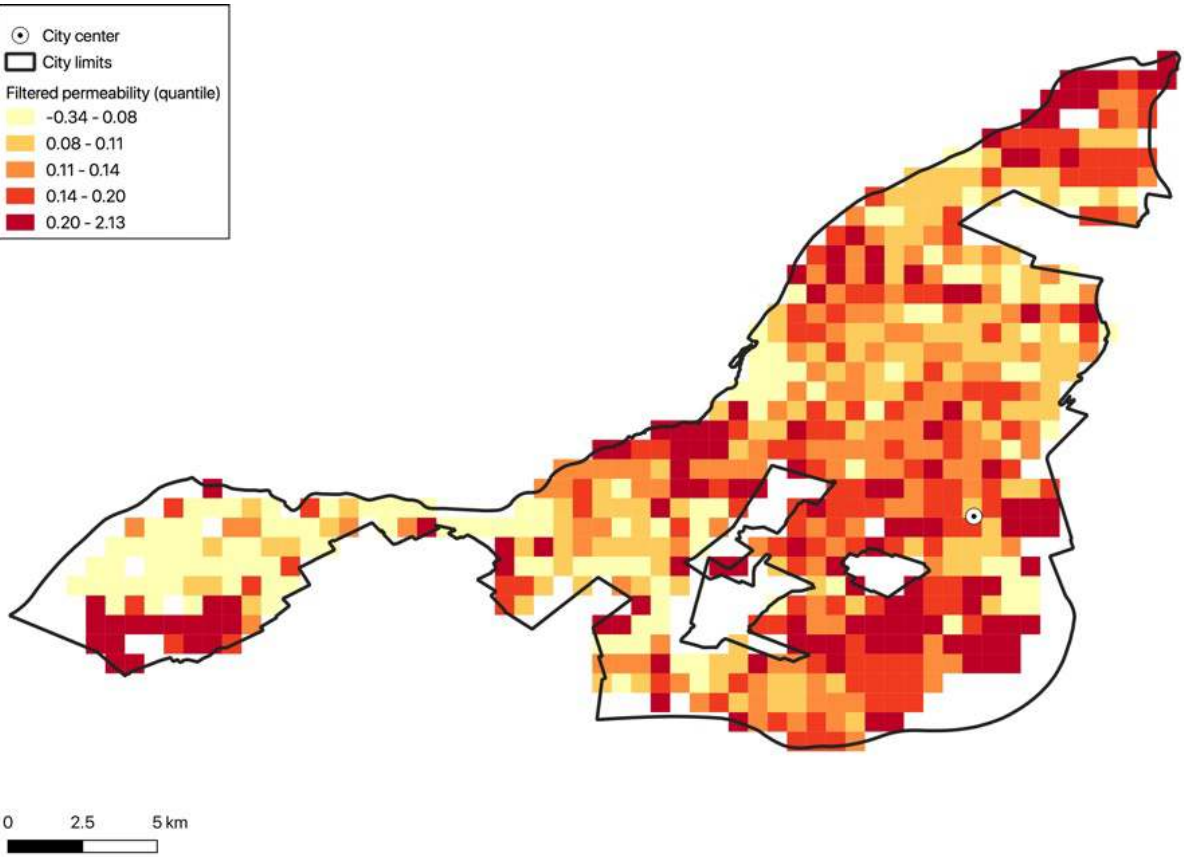 City center
City limits
Filtered permeability (quantile)
-0.34 - 0.08
0.08 - 0.11
0.11 - 0.14
0.14 - 0.20
0.20 - 2.13
0 2.5 5 km